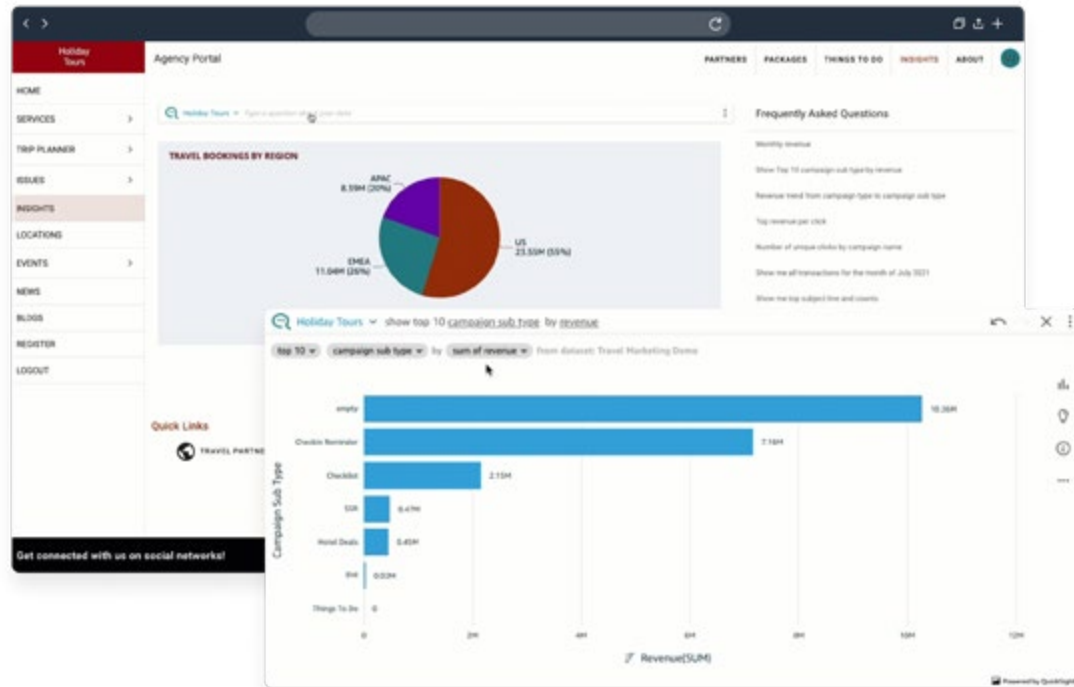 Holiday
Tours
Agency Portal
PARTNERS PACKAGES THINGS TO DO INSIGHTS ABOUT
HOME
SERVICES
TRIP PLANNER
ISSUES
INSIGHTS
LOCATIONS
EVENTS
NEWS
BLOGS
REGISTER
LOGOUT
Holiday Tours Type a question about your data
TRAVEL BOOKINGS BY REGION
APAC
8.59M (20%)
US
23.55M (55%)
EMEA
11.04M (26%)
Frequently Asked Questions
Monthly revenue
Show Top 10 campaign sub type by revenue
Revenue trend from campaign type to campaign sub type
Top revenue per click
Number of unique clicks by campaign name
Show me all transactions for the month of July 2021
Show me top subject line and counts
Quick Links
TRAVEL PARTNE
Get connected with us on social networks!
Holiday Tours show top 10 campaign sub type by revenue
top 10 campaign sub type by sum of revenue from dataset: Travel Marketing Demo
Campaign Sub Type
empty 10.36M
Checkin Reminder 7.16M
Checklist 2.15M
SSR 0.47M
Hotel Deals 0.45M
0.03M
Things To Do 0
0 2M 4M 6M 8M 10M 12M
Revenue(SUM)
Powered by QuickSight